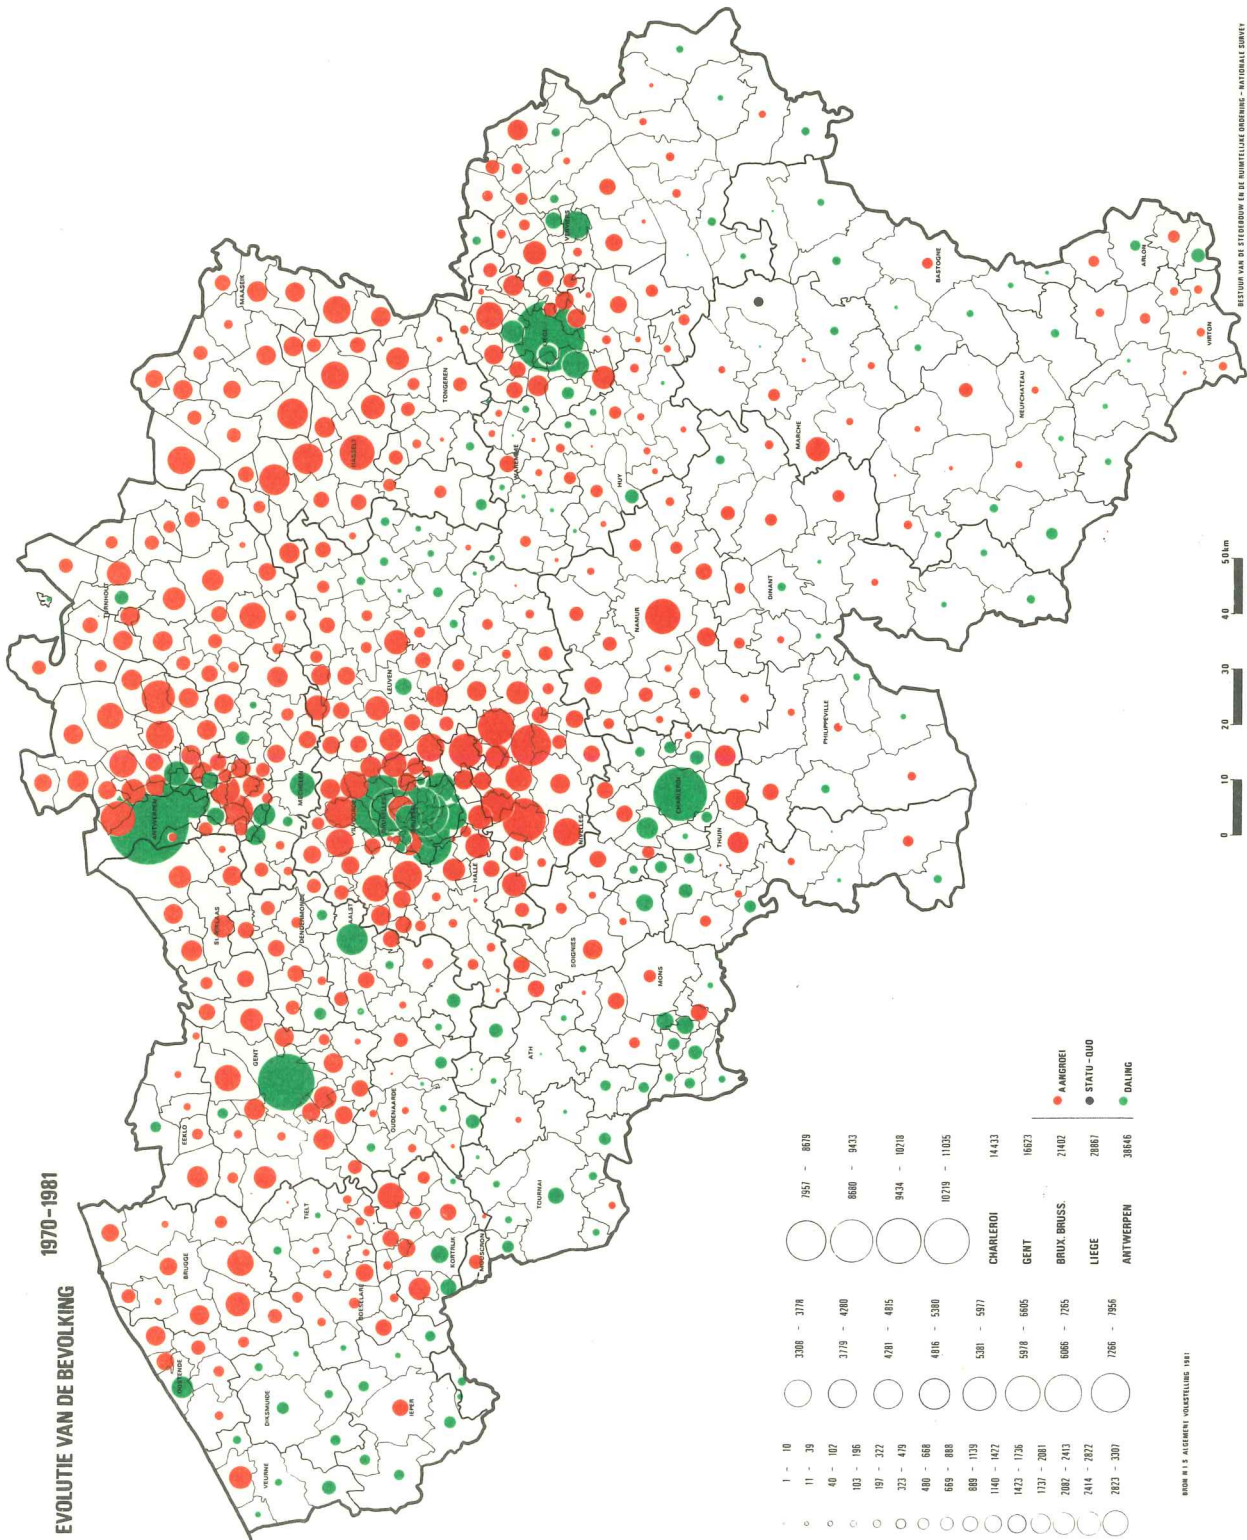 EVOLUTIE VAN DE BEVOLKING 1970-1981
MAASEIK
TURNHOUT
ANTWERPEN
HASSELT
TONGEREN
ST-NIKLAAS
MECHELEN
DENDERMONDE
AALST
VILVOORDE
LEUVEN
HALLE
EEKLO
GENT
OUDENAARDE
BRUGGE
OOSTENDE
VEURNE
DIKSMUIDE
TIELT
ROESELARE
IEPER
KORTRIJK
MOUSCRON
TOURNAI
ATH
SOIGNIES
MONS
NIVELLES
CHARLEROI
THUIN
NAMUR
DINANT
PHILIPPEVILLE
WAREMME
HUY
LIEGE
VERVIERS
MARCHE
BASTOGNE
NEUFCHATEAU
ARLON
VIRTON
1 - 10
11 - 39
40 - 102
103 - 196
197 - 322
323 - 479
480 - 668
669 - 888
889 - 1139
1140 - 1422
1423 - 1736
1737 - 2081
2082 - 2413
2414 - 2822
2823 - 3307
3308 - 3778
3779 - 4280
4281 - 4815
4816 - 5380
5381 - 5977
5978 - 6605
6066 - 7265
7266 - 7956
7957 - 8679
8680 - 9433
9434 - 10218
10219 - 11035
CHARLEROI 14433
GENT 16623
BRUX. BRUSS. 21402
LIEGE 28867
ANTWERPEN 38646
AANGROEI
STATU-QUO
DALING
0 10 20 30 40 50km
BRON N I S ALGEMENE VOLKSTELLING 1981
BESTUUR VAN DE STEDEBOUW EN DE RUIMTELIJKE ORDENING - NATIONALE SURVEY